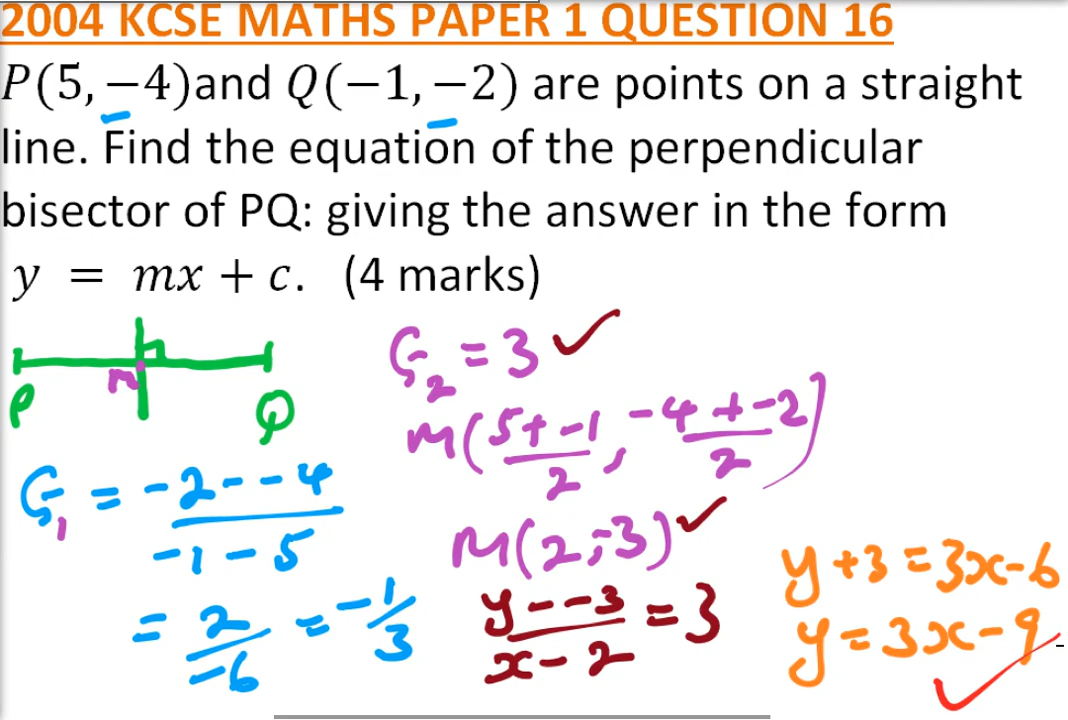 2004 KCSE MATHS PAPER 1 QUESTION 16
P(5, −4)and Q(−1, −2) are points on a straight
line. Find the equation of the perpendicular
bisector of PQ: giving the answer in the form
y = mx + c. (4 marks)
P M Q
G₁ = -2--4 / -1-5
= 2/-6 = -1/3
G₂ = 3 ✓
M(5+-1/2, -4+-2/2)
M(2,-3) ✓
y--3 / x-2 = 3
y+3=3x-6
y=3x-9 ✓